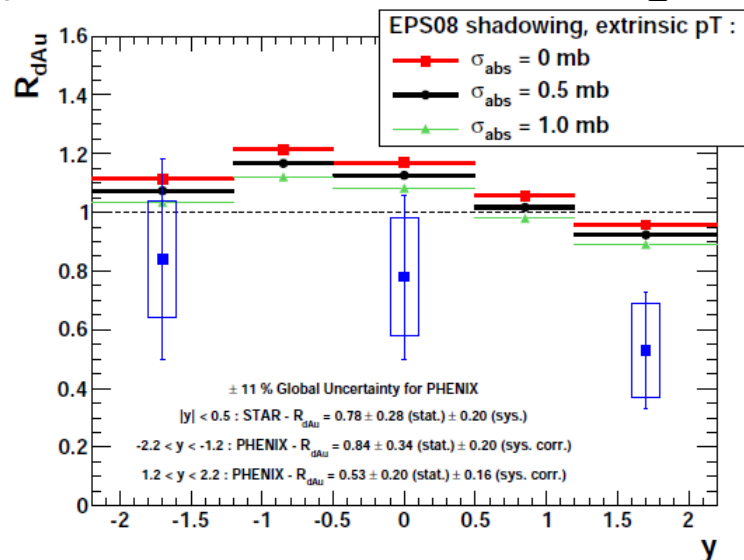 EPS08 shadowing, extrinsic pT :
σabs = 0 mb
σabs = 0.5 mb
σabs = 1.0 mb
RdAu
1.6
1.4
1.2
1
0.8
0.6
0.4
0.2
0
± 11 % Global Uncertainty for PHENIX
|y| < 0.5 : STAR - RdAu = 0.78 ± 0.28 (stat.) ± 0.20 (sys.)
-2.2 < y < -1.2 : PHENIX - RdAu = 0.84 ± 0.34 (stat.) ± 0.20 (sys. corr.)
1.2 < y < 2.2 : PHENIX - RdAu = 0.53 ± 0.20 (stat.) ± 0.16 (sys. corr.)
-2 -1.5 -1 -0.5 0 0.5 1 1.5 2
y